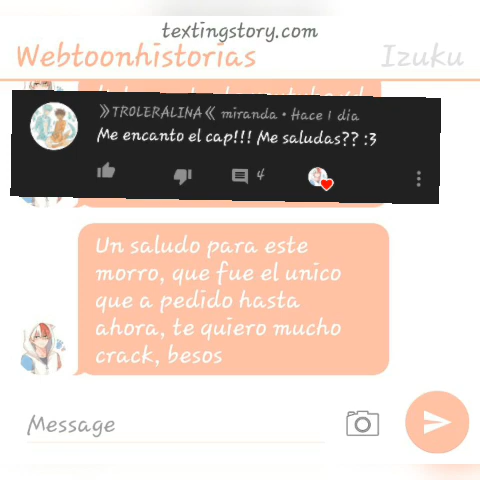 textingstory.com
Webtoonhistorias Izuku
》TROLERALINA《 miranda • Hace 1 día
Me encanto el cap!!! Me saludas?? :3
4
Un saludo para este
morro, que fue el unico
que a pedido hasta
ahora, te quiero mucho
crack, besos
Message